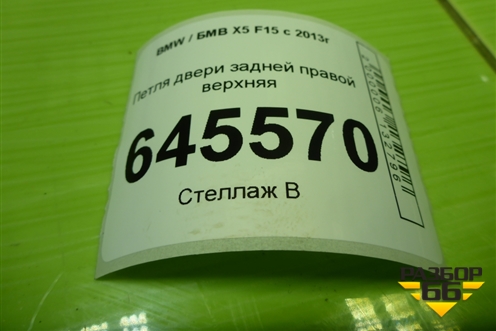 BMW / БМВ X5 F15 с 2013г
Петля двери задней правой
верхняя
645570
Стеллаж В
РАЗБОР
66